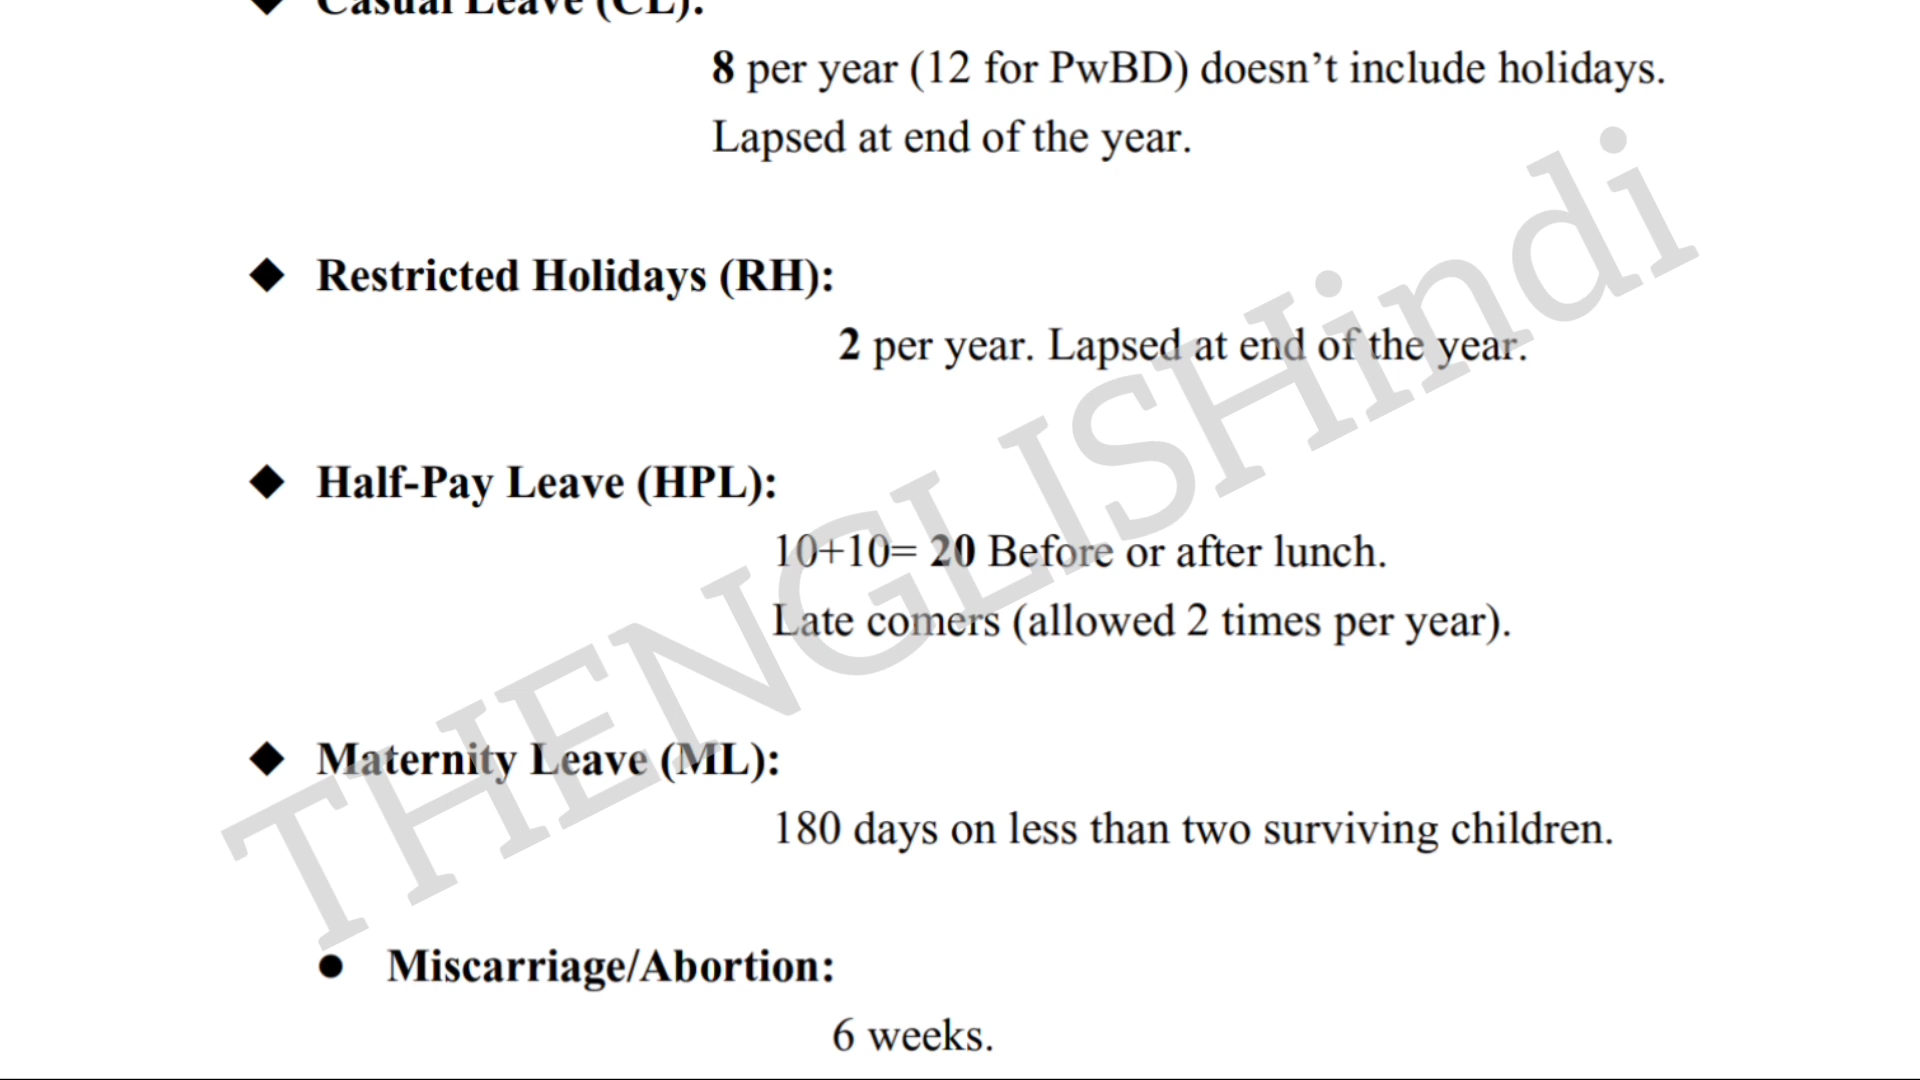 ◆ Casual Leave (CL):
8 per year (12 for PwBD) doesn’t include holidays.
Lapsed at end of the year.
◆ Restricted Holidays (RH):
2 per year. Lapsed at end of the year.
◆ Half-Pay Leave (HPL):
10+10= 20 Before or after lunch.
Late comers (allowed 2 times per year).
◆ Maternity Leave (ML):
180 days on less than two surviving children.
● Miscarriage/Abortion:
6 weeks.
THENGLISHindi